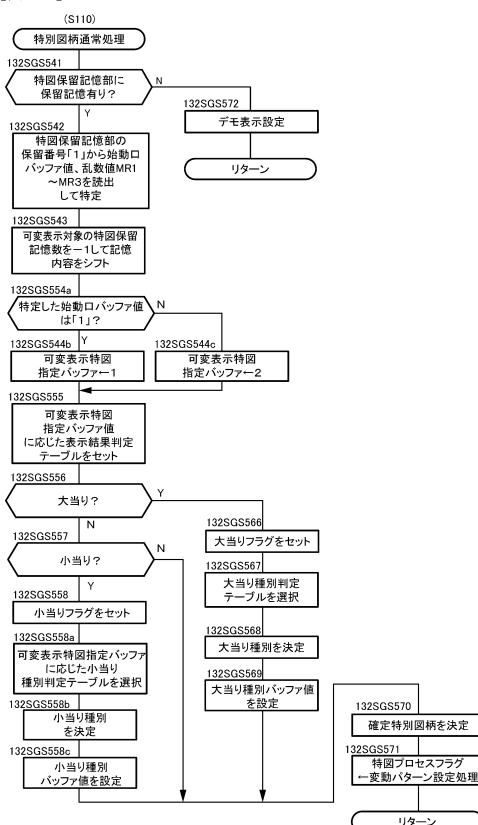 (S110)
特別図柄通常処理
132SGS541
特図保留記憶部に
保留記憶有り？
N
Y
132SGS572
デモ表示設定
リターン
132SGS542
特図保留記憶部の
保留番号「1」から始動口
バッファ値、乱数値MR1
～MR3を読出
して特定
132SGS543
可変表示対象の特図保留
記憶数を－1して記憶
内容をシフト
132SGS554a
特定した始動口バッファ値
は「1」？
N
Y
132SGS544b
可変表示特図
指定バッファ←1
132SGS544c
可変表示特図
指定バッファ←2
132SGS555
可変表示特図
指定バッファ値
に応じた表示結果判定
テーブルをセット
132SGS556
大当り？
Y
N
132SGS557
小当り？
N
Y
132SGS558
小当りフラグをセット
132SGS558a
可変表示特図指定バッファ
に応じた小当り
種別判定テーブルを選択
132SGS558b
小当り種別
を決定
132SGS558c
小当り種別
バッファ値を設定
132SGS566
大当りフラグをセット
132SGS567
大当り種別判定
テーブルを選択
132SGS568
大当り種別を決定
132SGS569
大当り種別バッファ値
を設定
132SGS570
確定特別図柄を決定
132SGS571
特図プロセスフラグ
←変動パターン設定処理
リターン